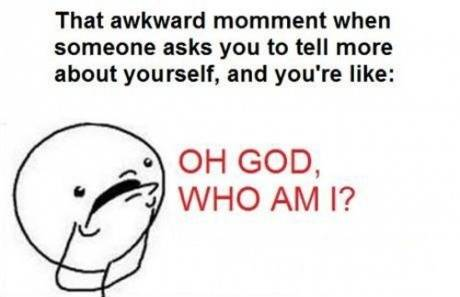 That awkward momment when
someone asks you to tell more
about yourself, and you're like:
OH GOD,
WHO AM I?